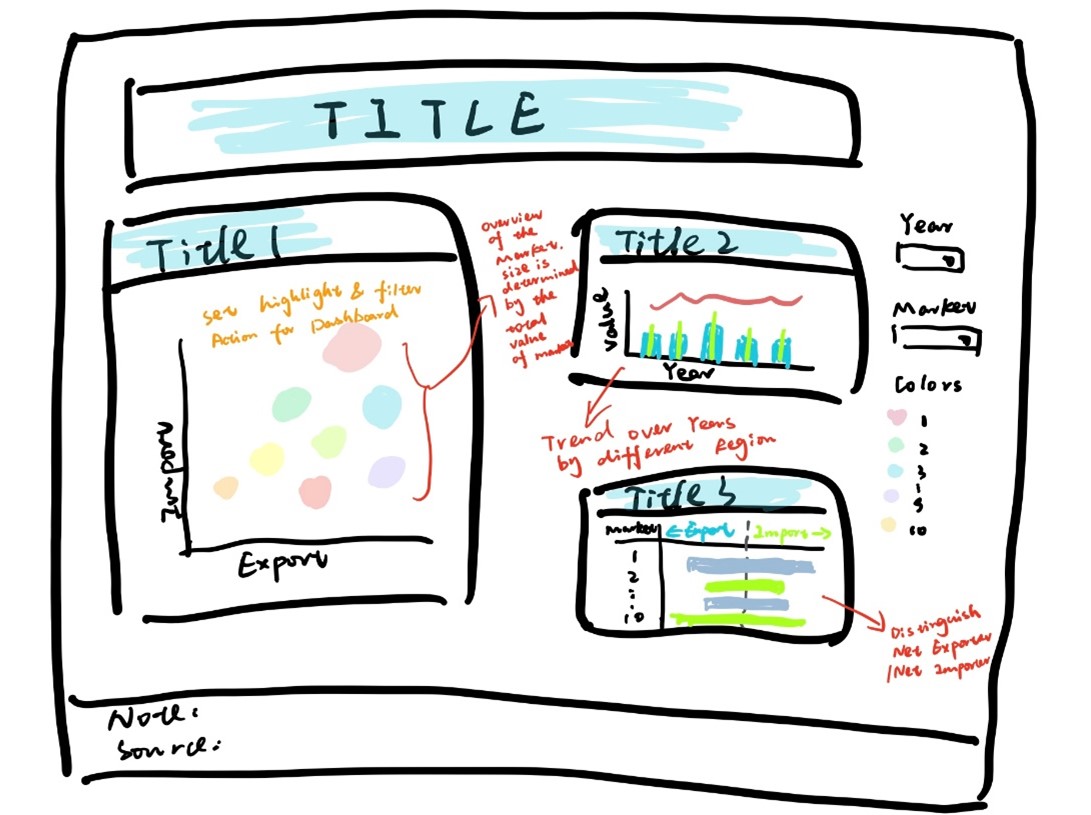 TITLE
Title 1
set highlight & filter
Action for Dashboard
Import
Export
overview
of the
market.
size is
determined
by the
total
value
of market
Title 2
value
Year
Trend over Years
by different Region
Title 3
Market
← Export
Import →
1
2
...
10
Distinguish
Net Exporter
/Net Importer
Year
Market
Colors
1
2
3
10
Note:
Source: